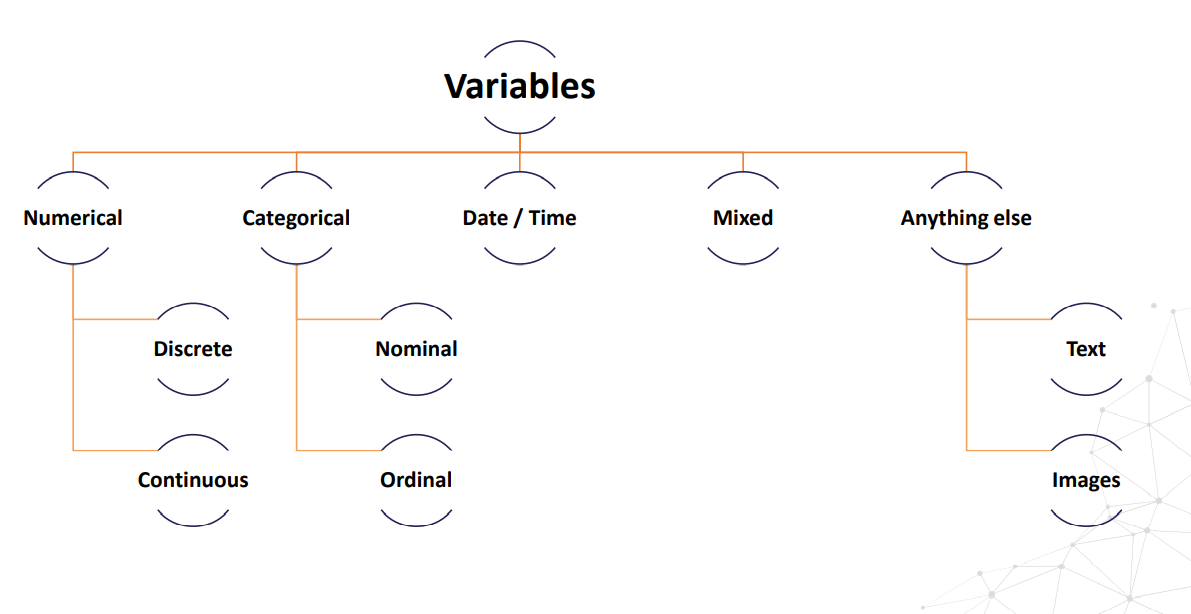 Variables
Numerical
Categorical
Date / Time
Mixed
Anything else
Discrete
Nominal
Text
Continuous
Ordinal
Images